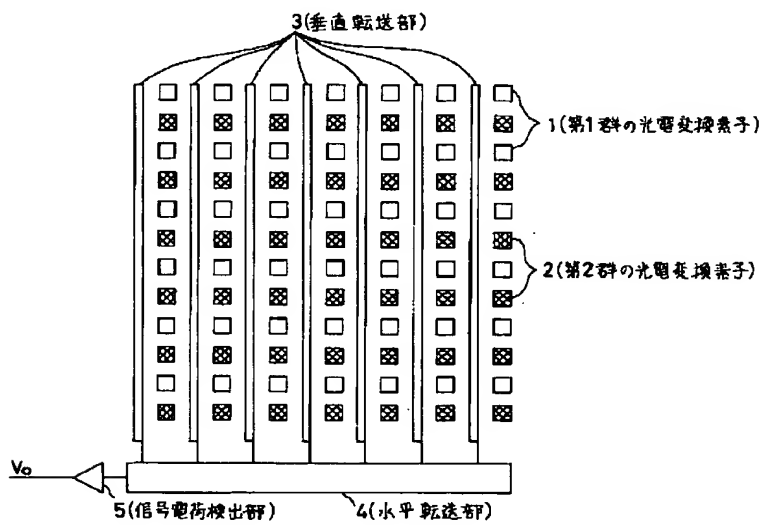 3(垂直転送部)
1(第1群の光電変換素子)
2(第2群の光電変換素子)
Vo
5(信号電荷検出部)
4(水平転送部)